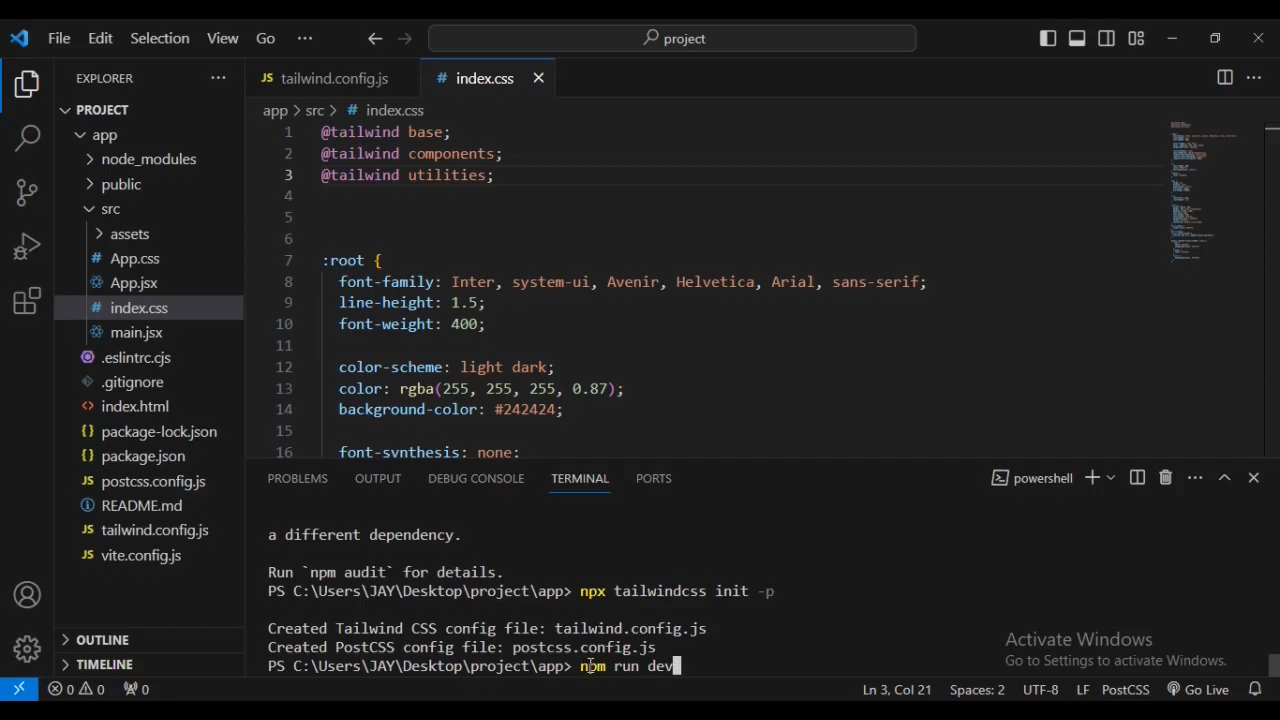 File Edit Selection View Go ··· project
EXPLORER ···
PROJECT
app
node_modules
public
src
assets
App.css
App.jsx
index.css
main.jsx
.eslintrc.cjs
.gitignore
index.html
package-lock.json
package.json
postcss.config.js
README.md
tailwind.config.js
vite.config.js
OUTLINE
TIMELINE
JS tailwind.config.js # index.css
app > src > # index.css
1 @tailwind base;
2 @tailwind components;
3 @tailwind utilities;
4
5
6
7 :root {
8 font-family: Inter, system-ui, Avenir, Helvetica, Arial, sans-serif;
9 line-height: 1.5;
10 font-weight: 400;
11
12 color-scheme: light dark;
13 color: rgba(255, 255, 255, 0.87);
14 background-color: #242424;
15
16 font-synthesis: none;
PROBLEMS OUTPUT DEBUG CONSOLE TERMINAL PORTS powershell
a different dependency.
Run `npm audit` for details.
PS C:\Users\JAY\Desktop\project\app> npx tailwindcss init -p
Created Tailwind CSS config file: tailwind.config.js
Created PostCSS config file: postcss.config.js
PS C:\Users\JAY\Desktop\project\app> npm run dev
Activate Windows
Go to Settings to activate Windows.
0 0 0 Ln 3, Col 21 Spaces: 2 UTF-8 LF PostCSS Go Live